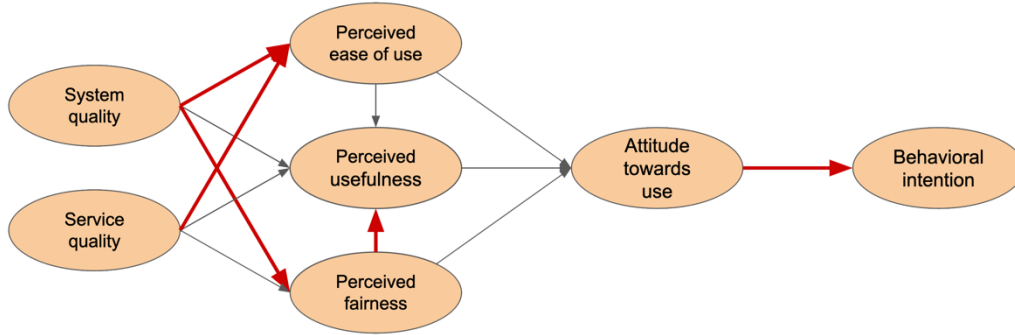 Perceived
ease of use
System
quality
Perceived
usefulness
Attitude
towards
use
Behavioral
intention
Service
quality
Perceived
fairness